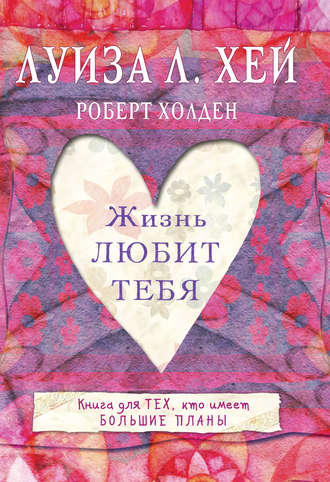 ЛУИЗА Л. ХЕЙ
РОБЕРТ ХОЛДЕН
Жизнь
ЛЮБИТ
ТЕБЯ
Книга для ТЕХ, кто имеет
БОЛЬШИЕ ПЛАНЫ